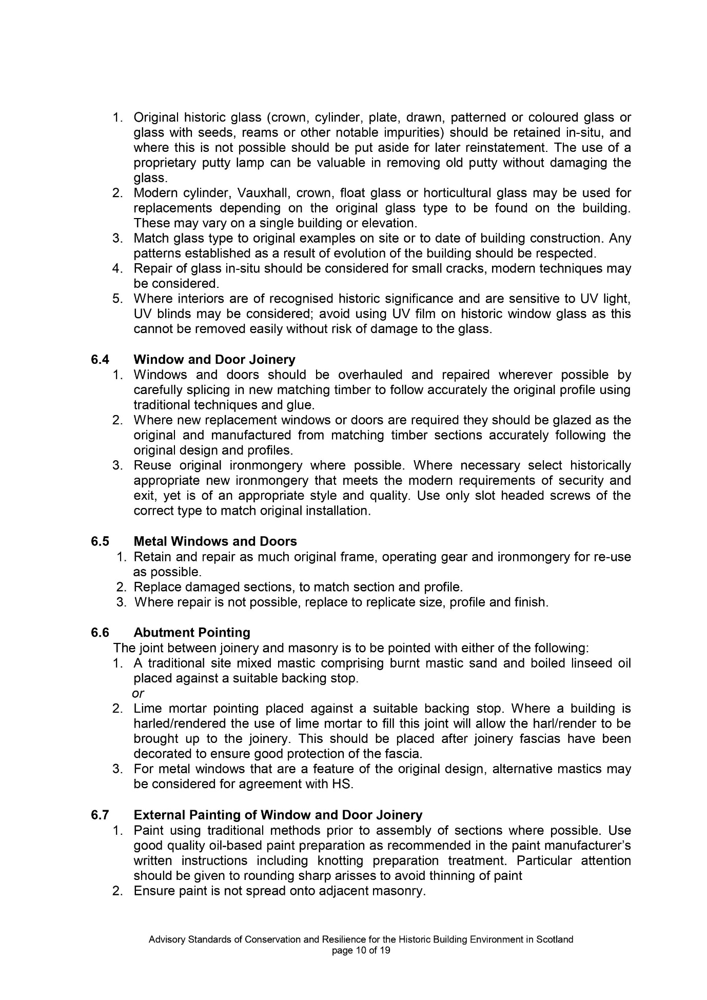 1. Original historic glass (crown, cylinder, plate, drawn, patterned or coloured glass or
glass with seeds, reams or other notable impurities) should be retained in-situ, and
where this is not possible should be put aside for later reinstatement. The use of a
proprietary putty lamp can be valuable in removing old putty without damaging the
glass.
2. Modern cylinder, Vauxhall, crown, float glass or horticultural glass may be used for
replacements depending on the original glass type to be found on the building.
These may vary on a single building or elevation.
3. Match glass type to original examples on site or to date of building construction. Any
patterns established as a result of evolution of the building should be respected.
4. Repair of glass in-situ should be considered for small cracks, modern techniques may
be considered.
5. Where interiors are of recognised historic significance and are sensitive to UV light,
UV blinds may be considered; avoid using UV film on historic window glass as this
cannot be removed easily without risk of damage to the glass.
6.4 Window and Door Joinery
1. Windows and doors should be overhauled and repaired wherever possible by
carefully splicing in new matching timber to follow accurately the original profile using
traditional techniques and glue.
2. Where new replacement windows or doors are required they should be glazed as the
original and manufactured from matching timber sections accurately following the
original design and profiles.
3. Reuse original ironmongery where possible. Where necessary select historically
appropriate new ironmongery that meets the modern requirements of security and
exit, yet is of an appropriate style and quality. Use only slot headed screws of the
correct type to match original installation.
6.5 Metal Windows and Doors
1. Retain and repair as much original frame, operating gear and ironmongery for re-use
as possible.
2. Replace damaged sections, to match section and profile.
3. Where repair is not possible, replace to replicate size, profile and finish.
6.6 Abutment Pointing
The joint between joinery and masonry is to be pointed with either of the following:
1. A traditional site mixed mastic comprising burnt mastic sand and boiled linseed oil
placed against a suitable backing stop.
or
2. Lime mortar pointing placed against a suitable backing stop. Where a building is
harled/rendered the use of lime mortar to fill this joint will allow the harl/render to be
brought up to the joinery. This should be placed after joinery fascias have been
decorated to ensure good protection of the fascia.
3. For metal windows that are a feature of the original design, alternative mastics may
be considered for agreement with HS.
6.7 External Painting of Window and Door Joinery
1. Paint using traditional methods prior to assembly of sections where possible. Use
good quality oil-based paint preparation as recommended in the paint manufacturer’s
written instructions including knotting preparation treatment. Particular attention
should be given to rounding sharp arisses to avoid thinning of paint
2. Ensure paint is not spread onto adjacent masonry.
Advisory Standards of Conservation and Resilience for the Historic Building Environment in Scotland
page 10 of 19